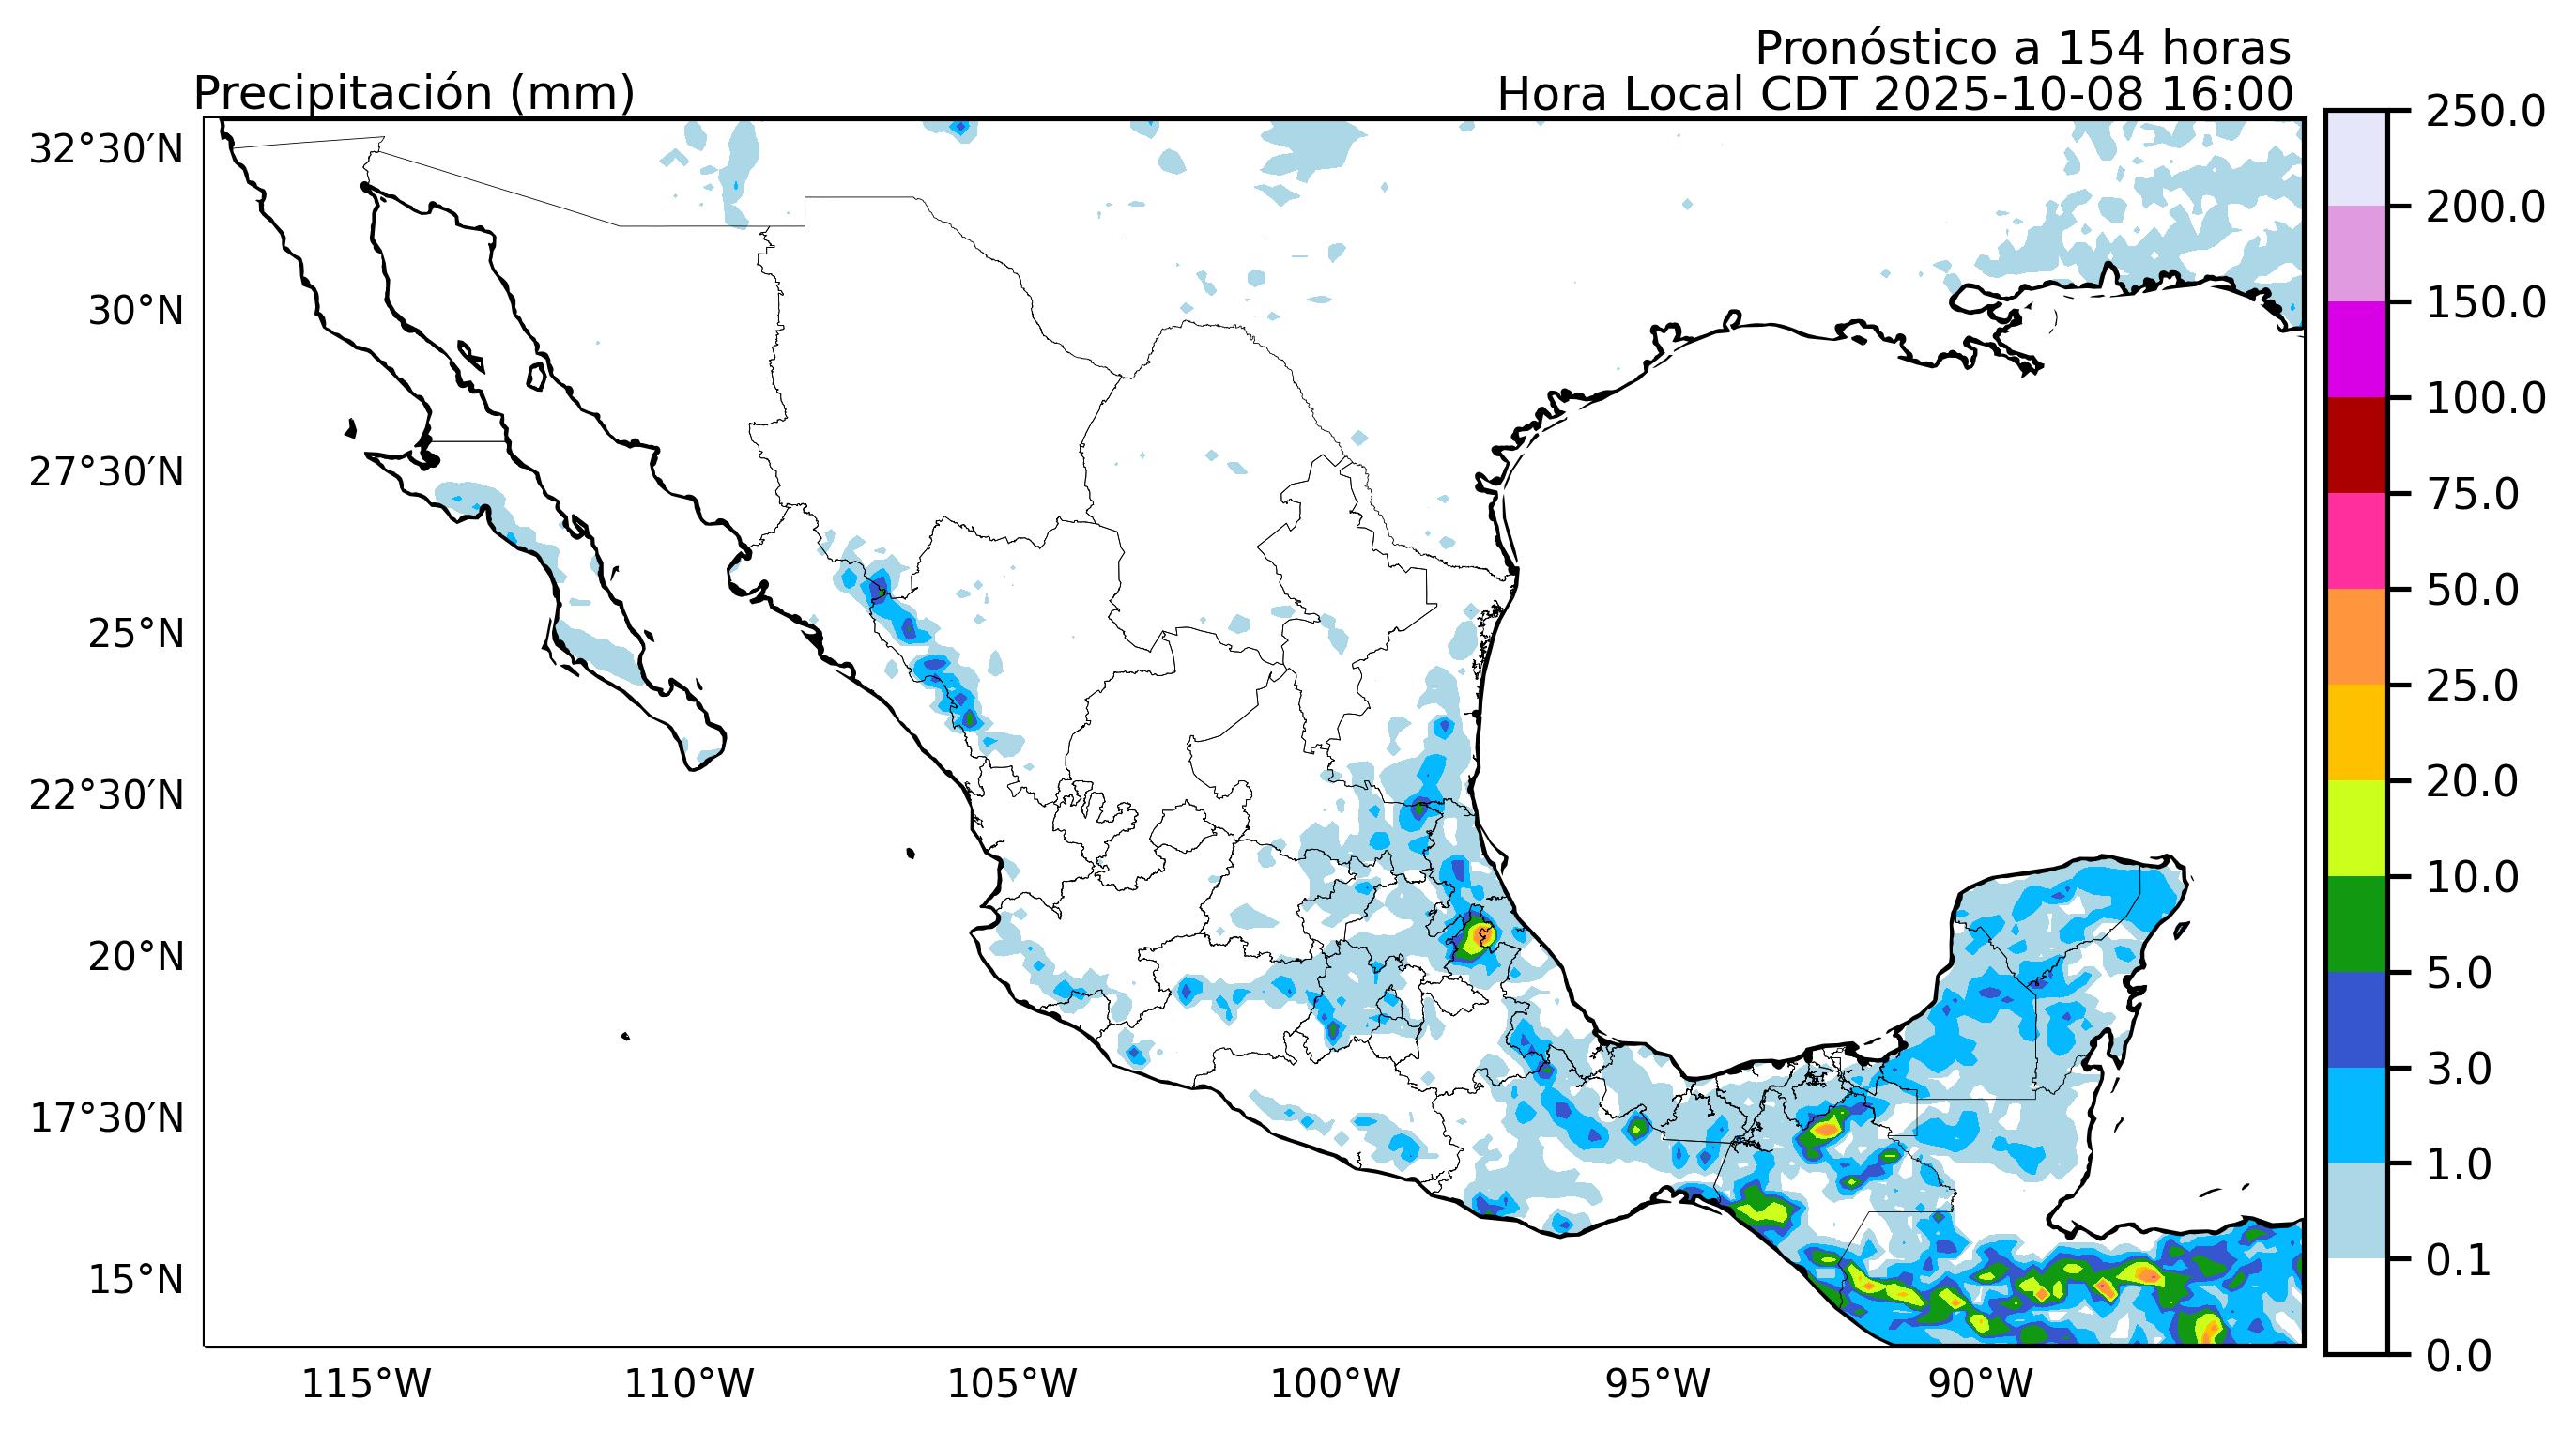 Pronóstico a 154 horas
Precipitación (mm)
Hora Local CDT 2025-10-08 16:00
32°30′N
30°N
27°30′N
25°N
22°30′N
20°N
17°30′N
15°N
115°W
110°W
105°W
100°W
95°W
90°W
250.0
200.0
150.0
100.0
75.0
50.0
25.0
20.0
10.0
5.0
3.0
1.0
0.1
0.0